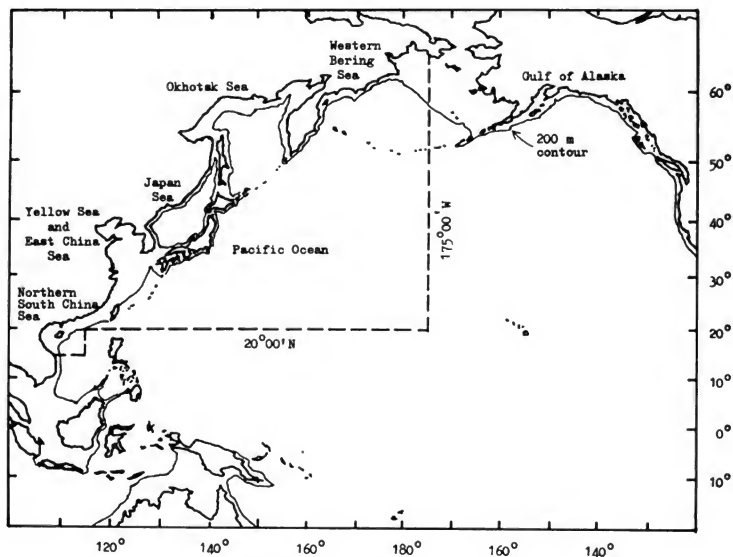 Western
Bering
Sea
Gulf of Alaska
Okhotak Sea
200 m
contour
Japan
Sea
Yellow Sea
and
East China
Sea
Pacific Ocean
175°00'W
Northern
South China
Sea
20°00'N
60°
50°
40°
30°
20°
10°
0°
10°
120°
140°
160°
180°
160°
140°